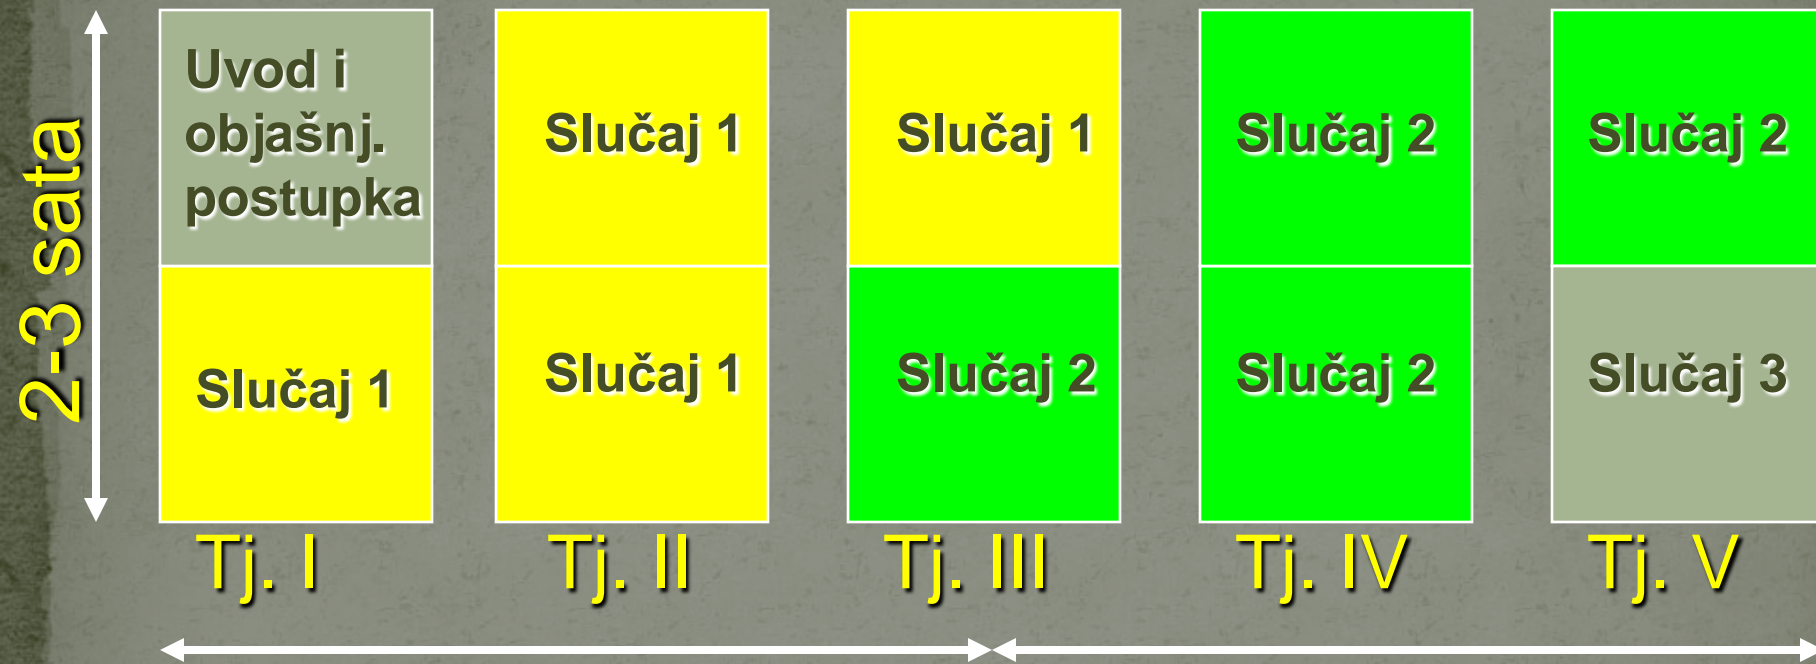 2-3 sata
Uvod i
objašnj.
postupka
Slučaj 1
Slučaj 1
Slučaj 2
Slučaj 2
Slučaj 1
Slučaj 1
Slučaj 2
Slučaj 2
Slučaj 3
Tj. I
Tj. II
Tj. III
Tj. IV
Tj. V